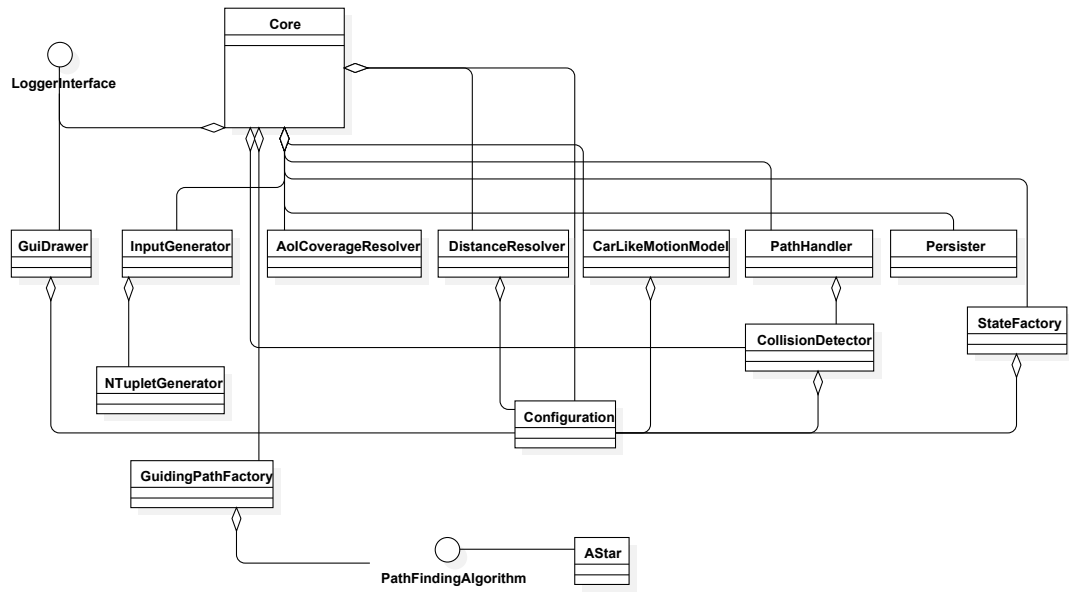 Core
LoggerInterface
GuiDrawer
InputGenerator
AoICoverageResolver
DistanceResolver
CarLikeMotionModel
PathHandler
Persister
StateFactory
CollisionDetector
NTupletGenerator
Configuration
GuidingPathFactory
AStar
PathFindingAlgorithm